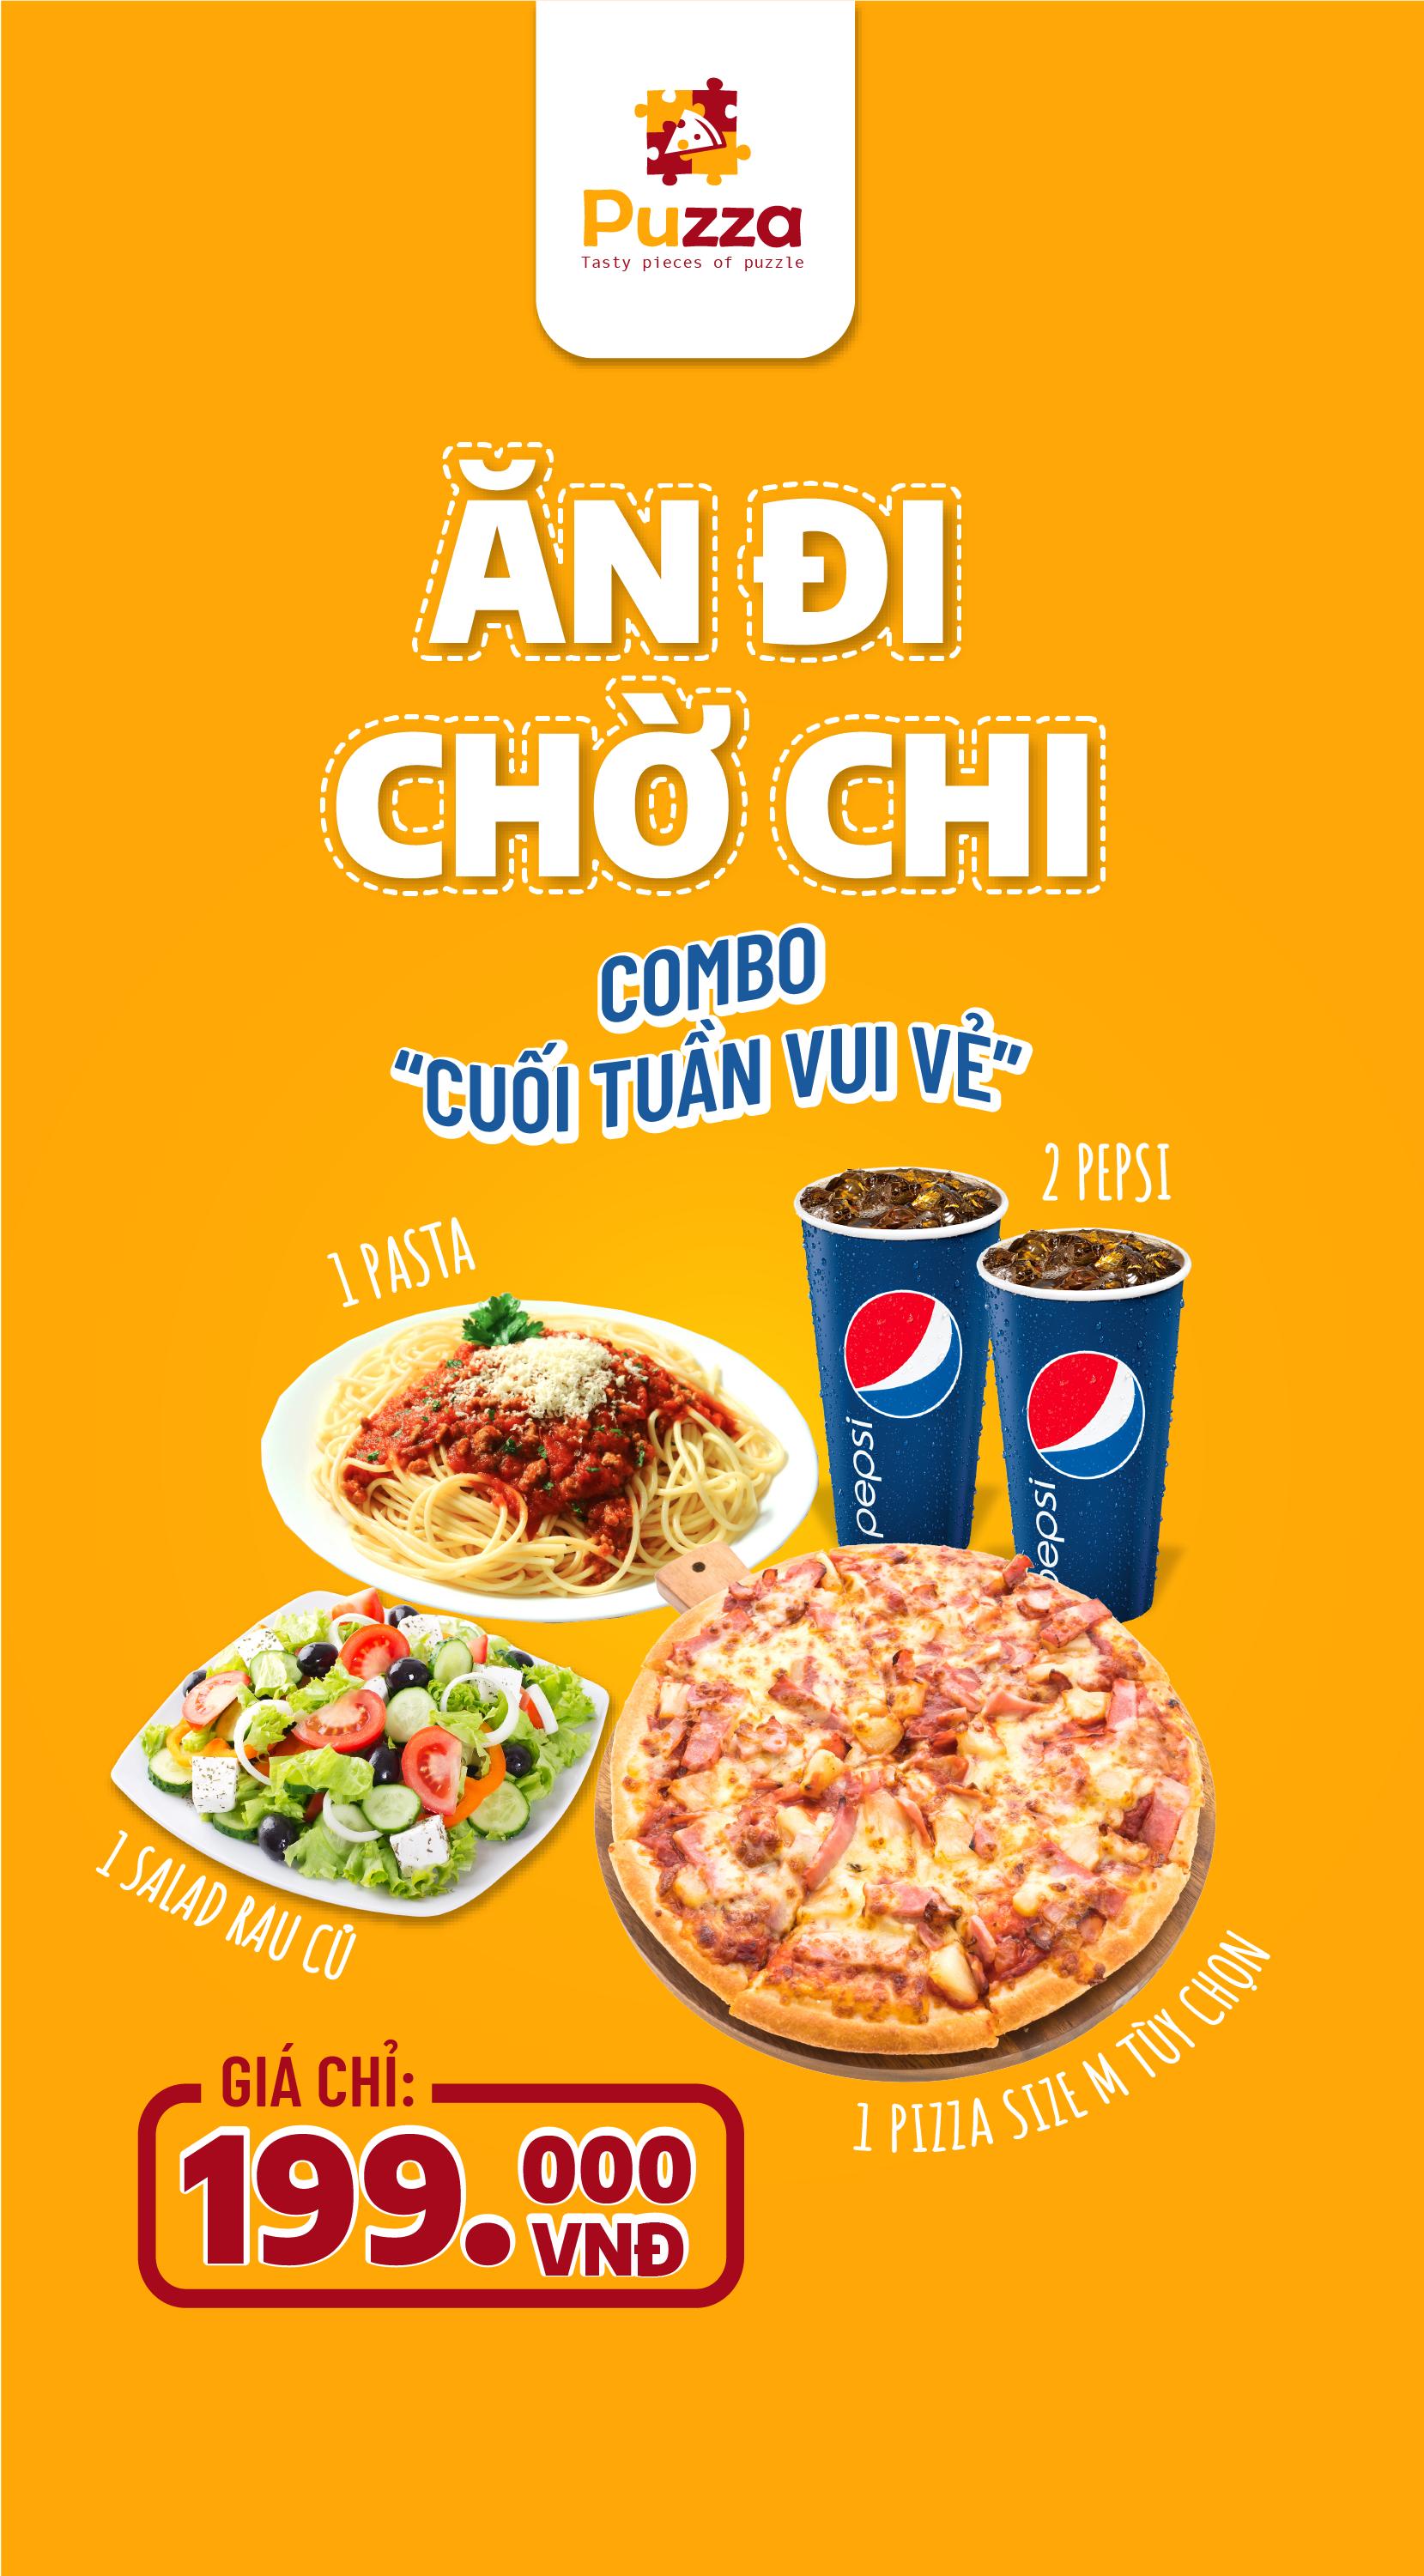 Puzza
Tasty pieces of puzzle
ĂN ĐI
CHỜ CHI
COMBO
"CUỐI TUẦN VUI VẺ"
2 PEPSI
1 PASTA
pepsi
pepsi
1 SALAD RAU CỦ
1 PIZZA SIZE M TÙY CHỌN
GIÁ CHỈ:
199.000
VNĐ